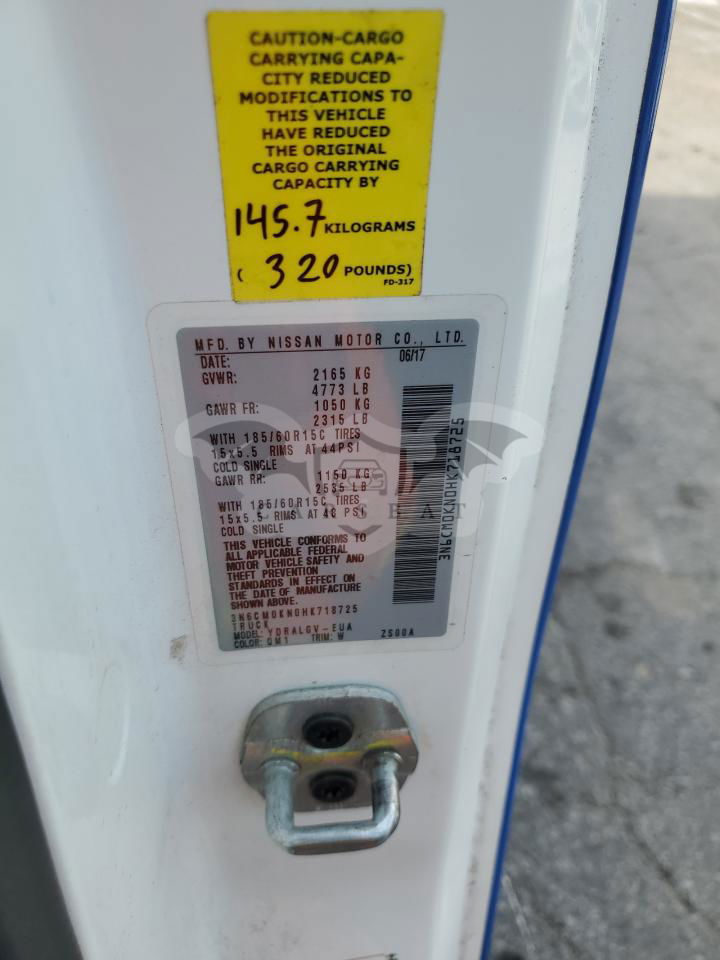 CAUTION-CARGO
CARRYING CAPA-
CITY REDUCED
MODIFICATIONS TO
THIS VEHICLE
HAVE REDUCED
THE ORIGINAL
CARGO CARRYING
CAPACITY BY
145.7 KILOGRAMS
( 320 POUNDS)
FD-317
MFD. BY NISSAN MOTOR CO., LTD.
DATE: 06/17
GVWR: 2165 KG
4773 LB
GAWR FR: 1050 KG
2315 LB
WITH 185/60R15C TIRES
15x5.5 RIMS AT 44PSI
COLD SINGLE
GAWR RR: 1150 KG
2535 LB
WITH 185/60R15C TIRES
15x5.5 RIMS AT 48 PSI
COLD SINGLE
THIS VEHICLE CONFORMS TO
ALL APPLICABLE FEDERAL
MOTOR VEHICLE SAFETY AND
THEFT PREVENTION
STANDARDS IN EFFECT ON
THE DATE OF MANUFACTURE
SHOWN ABOVE
3N6CM0KN0HK718725
TRUCK
MODEL: YDRALGV-EUA ZS00A
COLOR: QM1 TRIM: W
3N6CM0KN0HK718725
CARSBAT